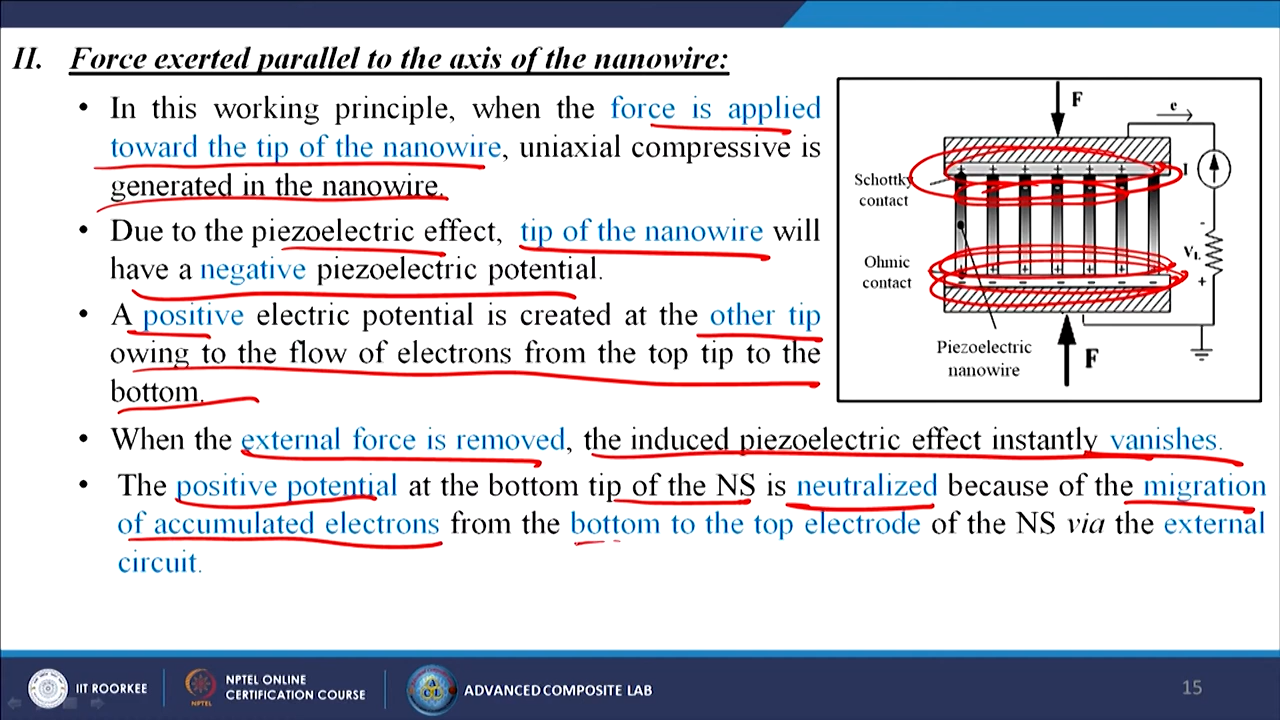 II. Force exerted parallel to the axis of the nanowire:
• In this working principle, when the force is applied
toward the tip of the nanowire, uniaxial compressive is
generated in the nanowire.
• Due to the piezoelectric effect, tip of the nanowire will
have a negative piezoelectric potential.
• A positive electric potential is created at the other tip
owing to the flow of electrons from the top tip to the
bottom.
• When the external force is removed, the induced piezoelectric effect instantly vanishes.
• The positive potential at the bottom tip of the NS is neutralized because of the migration
of accumulated electrons from the bottom to the top electrode of the NS via the external
circuit.
F
e
+ + + + + + +
I
Schottky
contact
-
V_L
Ohmic
contact
+
Piezoelectric
nanowire
F
IIT ROORKEE
NPTEL
NPTEL ONLINE
CERTIFICATION COURSE
ADVANCED COMPOSITE LAB
15